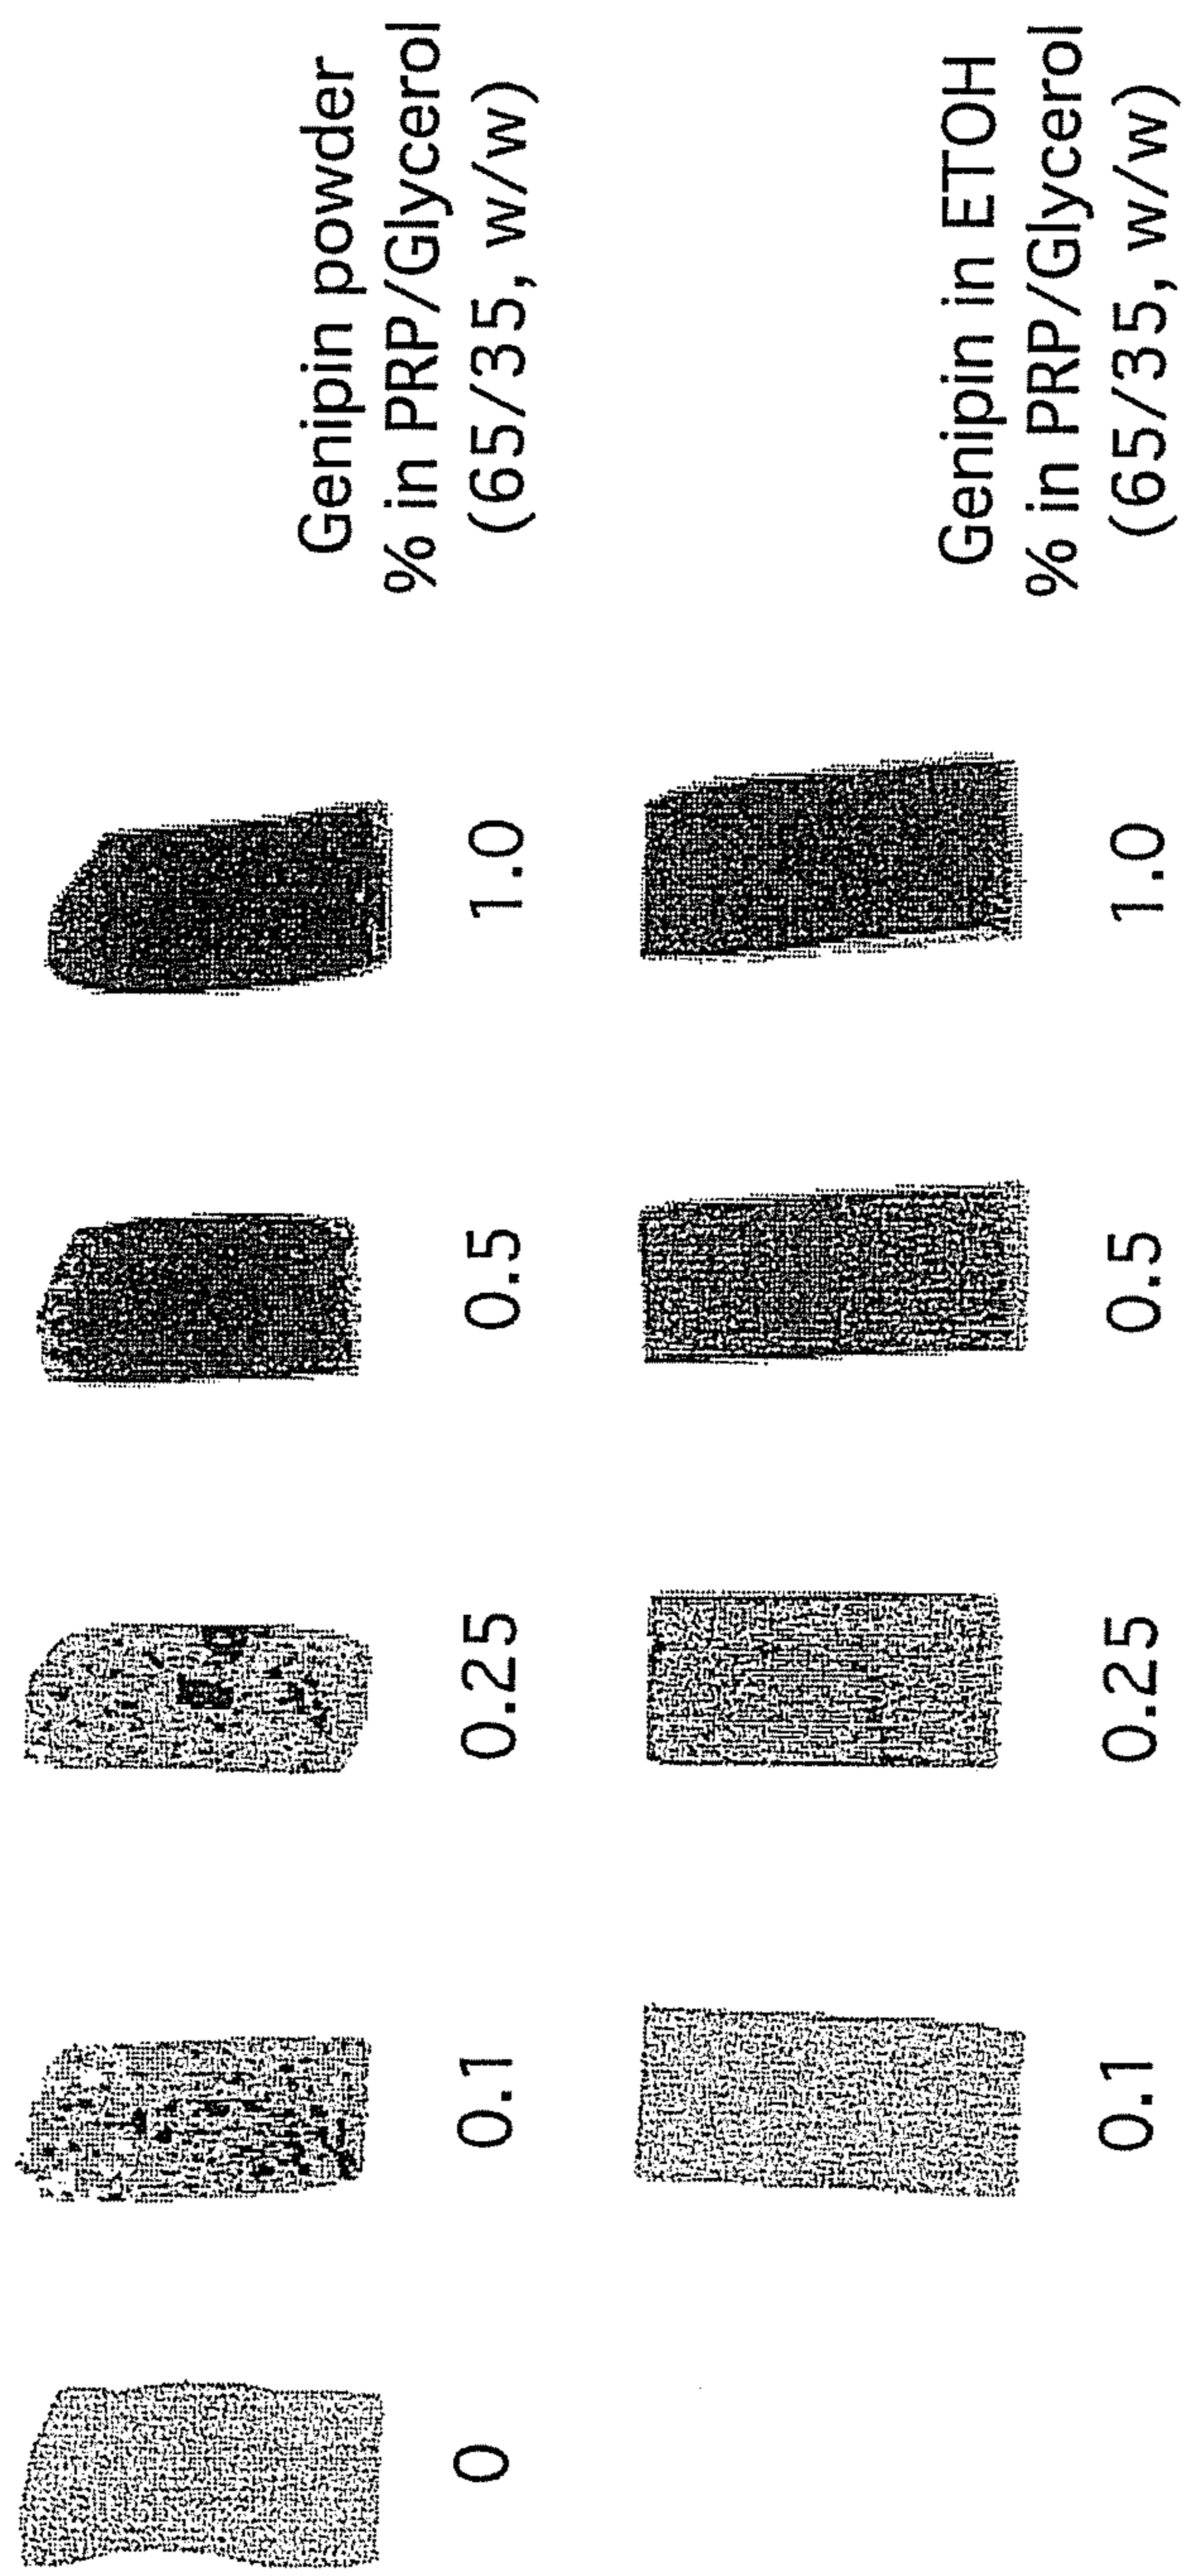 0 0.1 0.25 0.5 1.0
Genipin powder
% in PRP/Glycerol
(65/35, w/w)
0.1 0.25 0.5 1.0
Genipin in ETOH
% in PRP/Glycerol
(65/35, w/w)